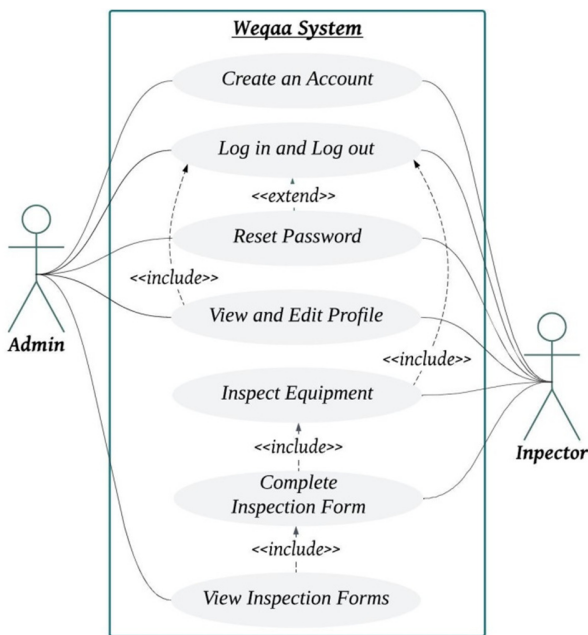 Weqaa System
Create an Account
Log in and Log out
<<extend>>
Reset Password
<<include>>
View and Edit Profile
Admin
<<include>>
Inspect Equipment
<<include>>
Inpector
Complete
Inspection Form
<<include>>
View Inspection Forms